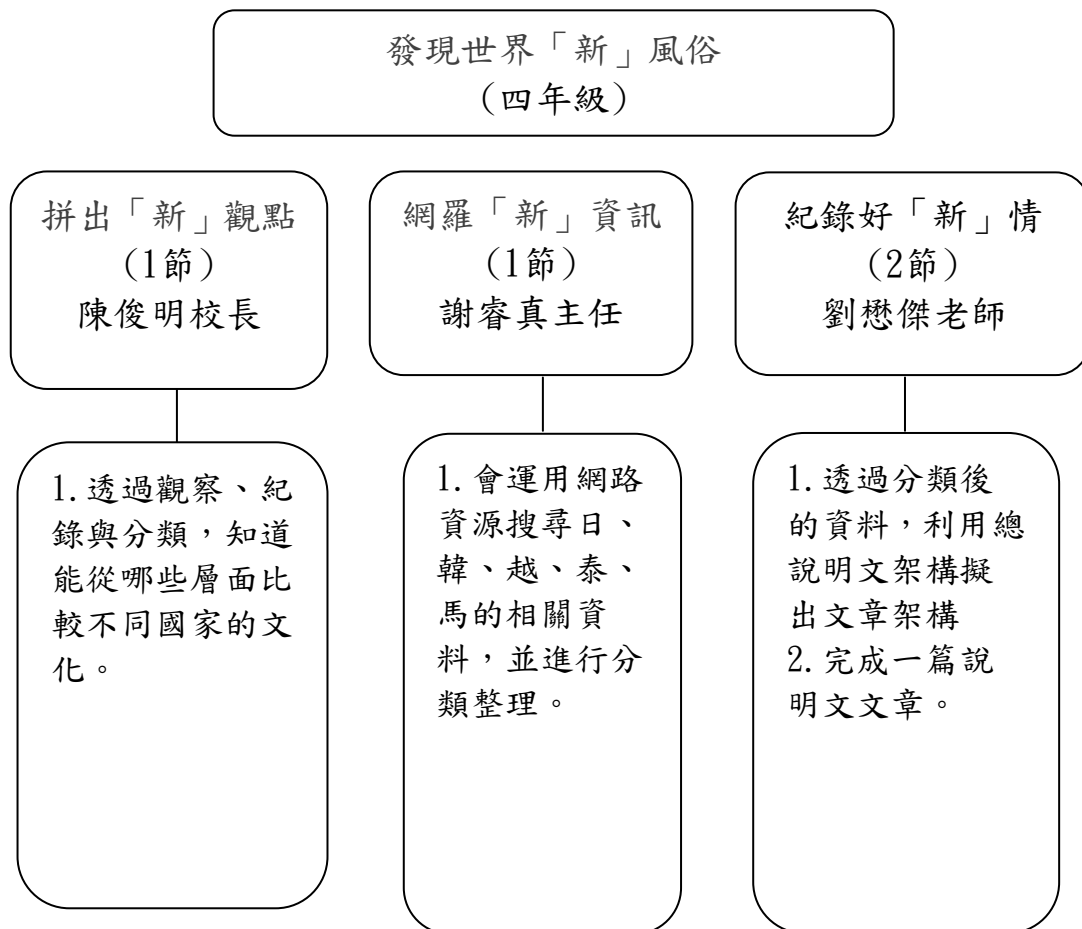 發現世界「新」風俗
(四年級)
拼出「新」觀點
(1節)
陳俊明校長
網羅「新」資訊
(1節)
謝睿真主任
紀錄好「新」情
(2節)
劉懋傑老師
1.透過觀察、紀
錄與分類，知道
能從哪些層面比
較不同國家的文
化。
1.會運用網路
資源搜尋日、
韓、越、泰、
馬的相關資
料，並進行分
類整理。
1.透過分類後
的資料，利用總
說明文架構擬
出文章架構
2.完成一篇說
明文文章。